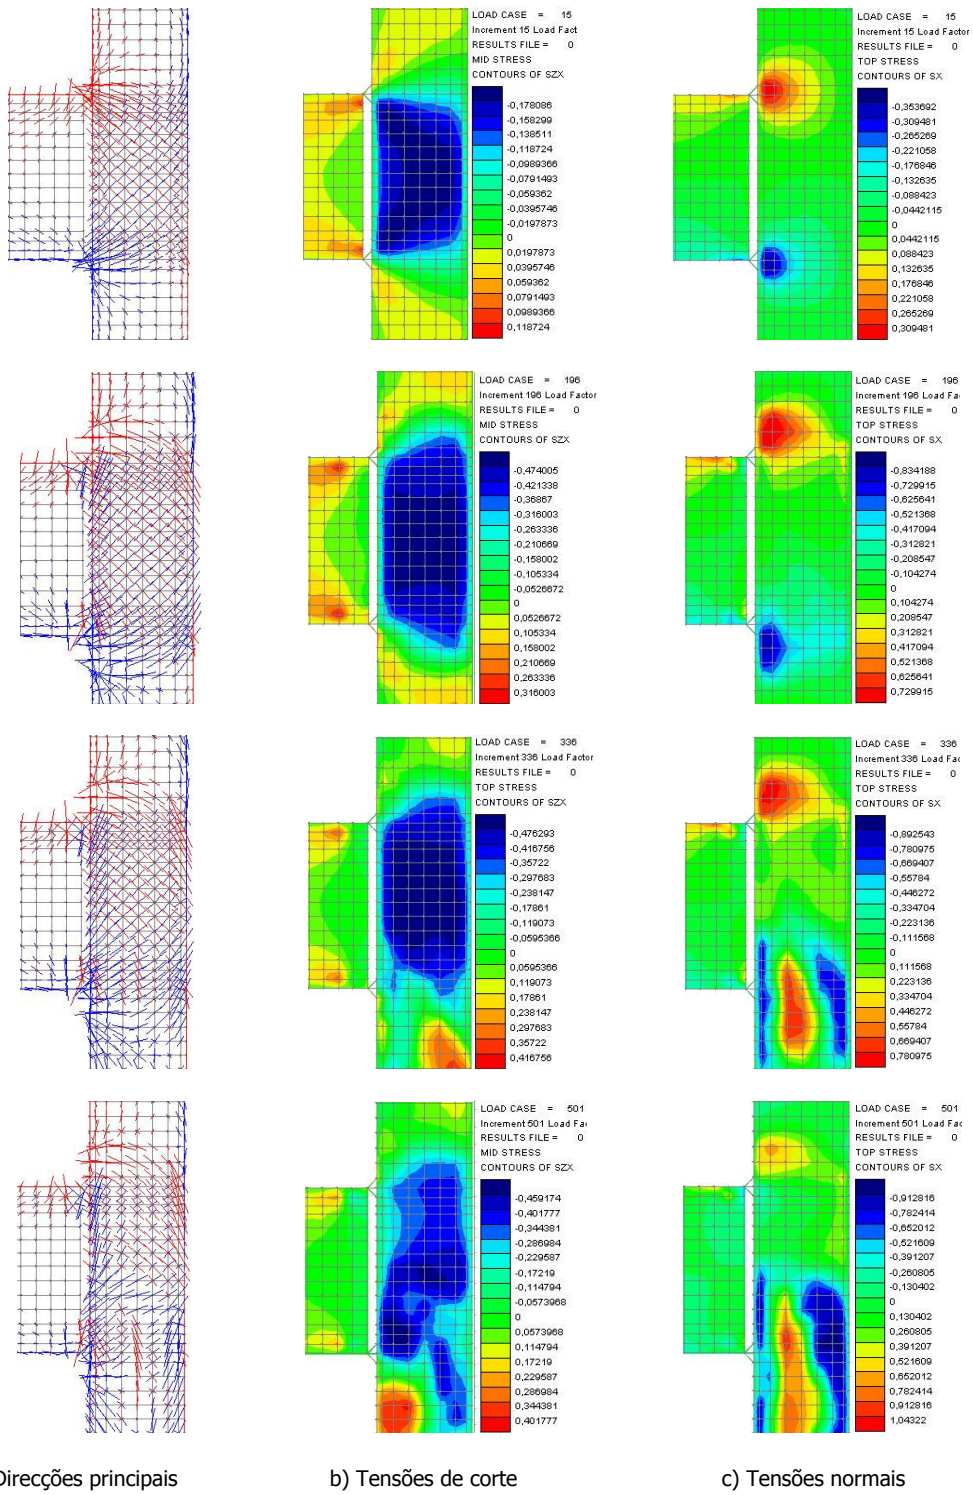 LOAD CASE = 15
Increment 15 Load Fact
RESULTS FILE = 0
MID STRESS
CONTOURS OF SZX
-0,178086
-0,158299
-0,138511
-0,118724
-0,0989366
-0,0791493
-0,059362
-0,0395746
-0,0197873
0
0,0197873
0,0395746
0,059362
0,0791493
0,0989366
0,118724
LOAD CASE = 15
Increment 15 Load Factor
RESULTS FILE = 0
TOP STRESS
CONTOURS OF SX
-0,353692
-0,309481
-0,265269
-0,221058
-0,176846
-0,132635
-0,088423
-0,0442115
0
0,0442115
0,088423
0,132635
0,176846
0,221058
0,265269
0,309481
LOAD CASE = 196
Increment 196 Load Factor
RESULTS FILE = 0
MID STRESS
CONTOURS OF SZX
-0,474005
-0,421338
-0,36867
-0,316003
-0,263336
-0,210669
-0,158002
-0,105334
-0,0526672
0
0,0526672
0,105334
0,158002
0,210669
0,263336
0,316003
LOAD CASE = 196
Increment 196 Load Fa
RESULTS FILE = 0
TOP STRESS
CONTOURS OF SX
-0,834188
-0,729915
-0,625641
-0,521368
-0,417094
-0,312821
-0,208547
-0,104274
0
0,104274
0,208547
0,312821
0,417094
0,521368
0,625641
0,729915
LOAD CASE = 336
Increment 336 Load Factor
RESULTS FILE = 0
TOP STRESS
CONTOURS OF SZX
-0,476293
-0,416756
-0,35722
-0,297683
-0,238147
-0,17861
-0,119073
-0,0595366
0
0,0595366
0,119073
0,17861
0,238147
0,297683
0,35722
0,416756
LOAD CASE = 336
Increment 336 Load Fa
RESULTS FILE = 0
TOP STRESS
CONTOURS OF SX
-0,892543
-0,780975
-0,669407
-0,55784
-0,446272
-0,334704
-0,223136
-0,111568
0
0,111568
0,223136
0,334704
0,446272
0,55784
0,669407
0,780975
LOAD CASE = 501
Increment 501 Load Fa
RESULTS FILE = 0
MID STRESS
CONTOURS OF SZX
-0,459174
-0,401777
-0,344381
-0,286984
-0,229587
-0,17219
-0,114794
-0,0573968
0
0,0573968
0,114794
0,17219
0,229587
0,286984
0,344381
0,401777
LOAD CASE = 501
Increment 501 Load Fa
RESULTS FILE = 0
TOP STRESS
CONTOURS OF SX
-0,912816
-0,782414
-0,652012
-0,521609
-0,391207
-0,260805
-0,130402
0
0,130402
0,260805
0,391207
0,521609
0,652012
0,782414
0,912816
1,04322
Direcções principais
b) Tensões de corte
c) Tensões normais